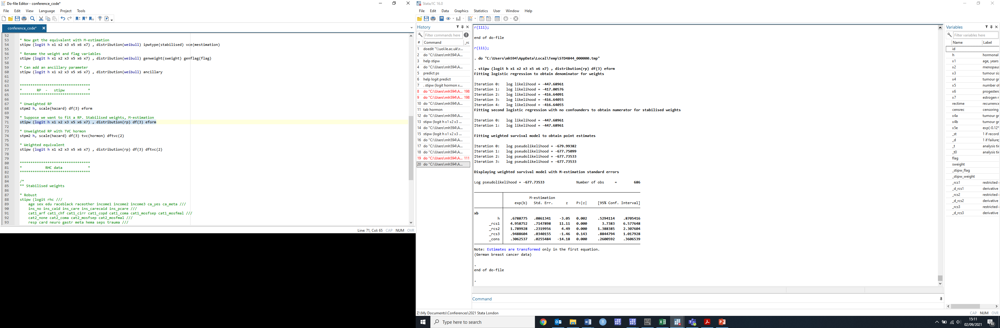 Do-file Editor - conference_code*
File Edit View Language Project Tools
conference_code*
52
53 * Now get the equivalent with M-estimation
54 stipw (logit h x1 x2 x3 x5 x6 x7) , distribution(weibull) ipwtype(stabilised) vce(mestimation)
55
56 * Rename the weight and flag variables
57 stipw (logit h x1 x2 x3 x5 x6 x7) , distribution(weibull) genweight(sweight) genflag(flag)
58
59 * Can add an ancillary parameter
60 stipw (logit h x1 x2 x3 x5 x6 x7) , distribution(weibull) ancillary
61
62
63 *********************************
64 * RP - stipw *
65 *********************************
66
67 * Unweighted RP
68 stpm2 h, scale(hazard) df(3) eform
69
70 * Suppose we want to fit a RP. Stabilised weights, M-estimation
71 stipw (logit h x1 x2 x3 x5 x6 x7) , distribution(rp) df(3) eform
72
73 * Unweighted RP with TVC hormon
74 stpm2 h, scale(hazard) df(3) tvc(hormon) dftvc(2)
75
76 * Weighted equivalent
77 stipw (logit h x1 x2 x3 x5 x6 x7) , distribution(rp) df(3) dftvc(2)
78
79
80 *********************************
81 * RHC data *
82 *********************************
83
84 /*
85 ** Stabilised weights
86
87 * Robust
88 stipw (logit rhc ///
89 age sex edu raceblack raceother income1 income2 income3 ca_yes ca_meta ///
90 ins_no ins_caid ins_care ins_carecaid ins_pcare ///
91 cat1_arf cat1_chf cat1_cirr cat1_copd cat1_coma cat1_mosfsep cat1_mosfmal ///
92 cat2_none cat2_coma cat2_mosfsep cat2_mosfmal ///
93 resp card neuro gastr meta hema seps trauma ///
Line: 71, Col: 65 CAP NUM OVR
Stata/IC 16.0
File Edit Data Graphics Statistics User Window Help
History
Filter commands here
# Command _rc
1 doedit "\\uol.le.ac.uk\r...
2 do "C:\Users\mh594\A...
3 help stipw
4 do "C:\Users\mh594\A...
5 predict ps
6 help logit predict
7 . stipw (logit hormon x...
8 do "C:\Users\mh594\A... 198
9 do "C:\Users\mh594\A... 198
10 do "C:\Users\mh594\A...
11 tab hormon
12 do "C:\Users\mh594\A...
13 stipw (logit h x1 x2 x3 ...
14 do "C:\Users\mh594\A...
15 stipw (logit h x1 x2 x3 ...
16 do "C:\Users\mh594\A...
17 do "C:\Users\mh594\A...
18 do "C:\Users\mh594\A...
19 do "C:\Users\mh594\A... 111
20 do "C:\Users\mh594\A...
r(111);
end of do-file
r(111);
. do "C:\Users\mh594\AppData\Local\Temp\STD4844_000000.tmp"
. stipw (logit h x1 x2 x3 x5 x6 x7) , distribution(rp) df(3) eform
Fitting logistic regression to obtain denominator for weights
Iteration 0: log likelihood = -447.68961
Iteration 1: log likelihood = -417.00576
Iteration 2: log likelihood = -416.64091
Iteration 3: log likelihood = -416.64055
Iteration 4: log likelihood = -416.64055
Fitting second logistic regression with no confounders to obtain numerator for stabilised weights
Iteration 0: log likelihood = -447.68961
Iteration 1: log likelihood = -447.68961
Fitting weighted survival model to obtain point estimates
Iteration 0: log pseudolikelihood = -679.99382
Iteration 1: log pseudolikelihood = -677.75099
Iteration 2: log pseudolikelihood = -677.73533
Iteration 3: log pseudolikelihood = -677.73533
Displaying weighted survival model with M-estimation standard errors
Log pseudolikelihood = -677.73533 Number of obs = 686
M-estimation
exp(b) Std. Err. z P>|z| [95% Conf. Interval]
xb
h .6788775 .0861341 -3.05 0.002 .5294114 .8705416
_rcs1 4.958752 .7147898 11.11 0.000 3.7383 6.577648
_rcs2 1.789928 .2319956 4.49 0.000 1.388385 2.307604
_rcs3 .9488604 .0340155 -1.46 0.143 .8844794 1.017928
_cons .3062537 .0255484 -14.18 0.000 .2600592 .3606539
Note: Estimates are transformed only in the first equation.
(German breast cancer data)
.
end of do-file
.
Command
Variables
Filter variables here
Name Label
id
h hormonal
x1 age, years
x2 menopaus
x3 tumour siz
x4 tumour gr
x5 number of
x6 progestero
x7 estrogen r
rectime recurrence
censrec censoring
x4a tumour gr
x4b tumour gr
x5e exp(-0.12*
_st 1 if record
_d 1 if failure;
_t analysis tin
_t0 analysis tin
flag
sweight
_stipw_flag
_stipw_weight
_rcs1 restricted
_d_rcs1 derivative
_rcs2 restricted
_d_rcs2 derivative
_rcs3 restricted
_d_rcs3 derivative
Z:\My Documents\Conferences\2021 Stata London
CAP NUM OVR
Type here to search
15:11
02/09/2021